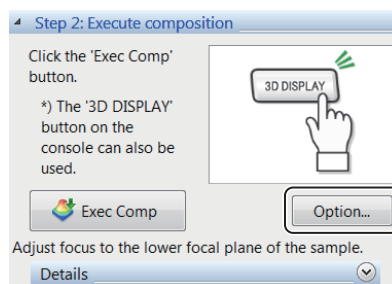 Step 2: Execute composition
Click the 'Exec Comp'
button.
3D DISPLAY
*) The '3D DISPLAY'
button on the
console can also be
used.
Exec Comp
Option...
Adjust focus to the lower focal plane of the sample.
Details